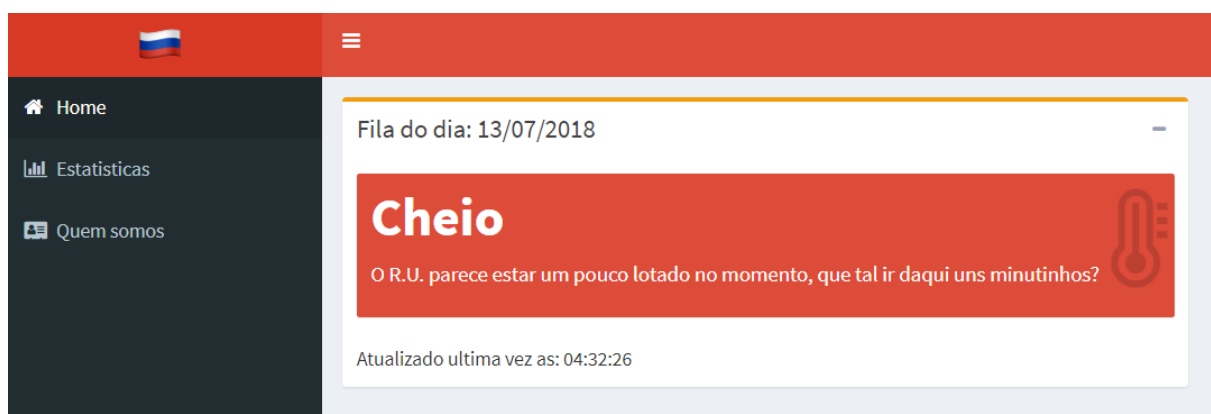 Home
Estatisticas
Quem somos
Fila do dia: 13/07/2018
Cheio
O R.U. parece estar um pouco lotado no momento, que tal ir daqui uns minutinhos?
Atualizado ultima vez as: 04:32:26